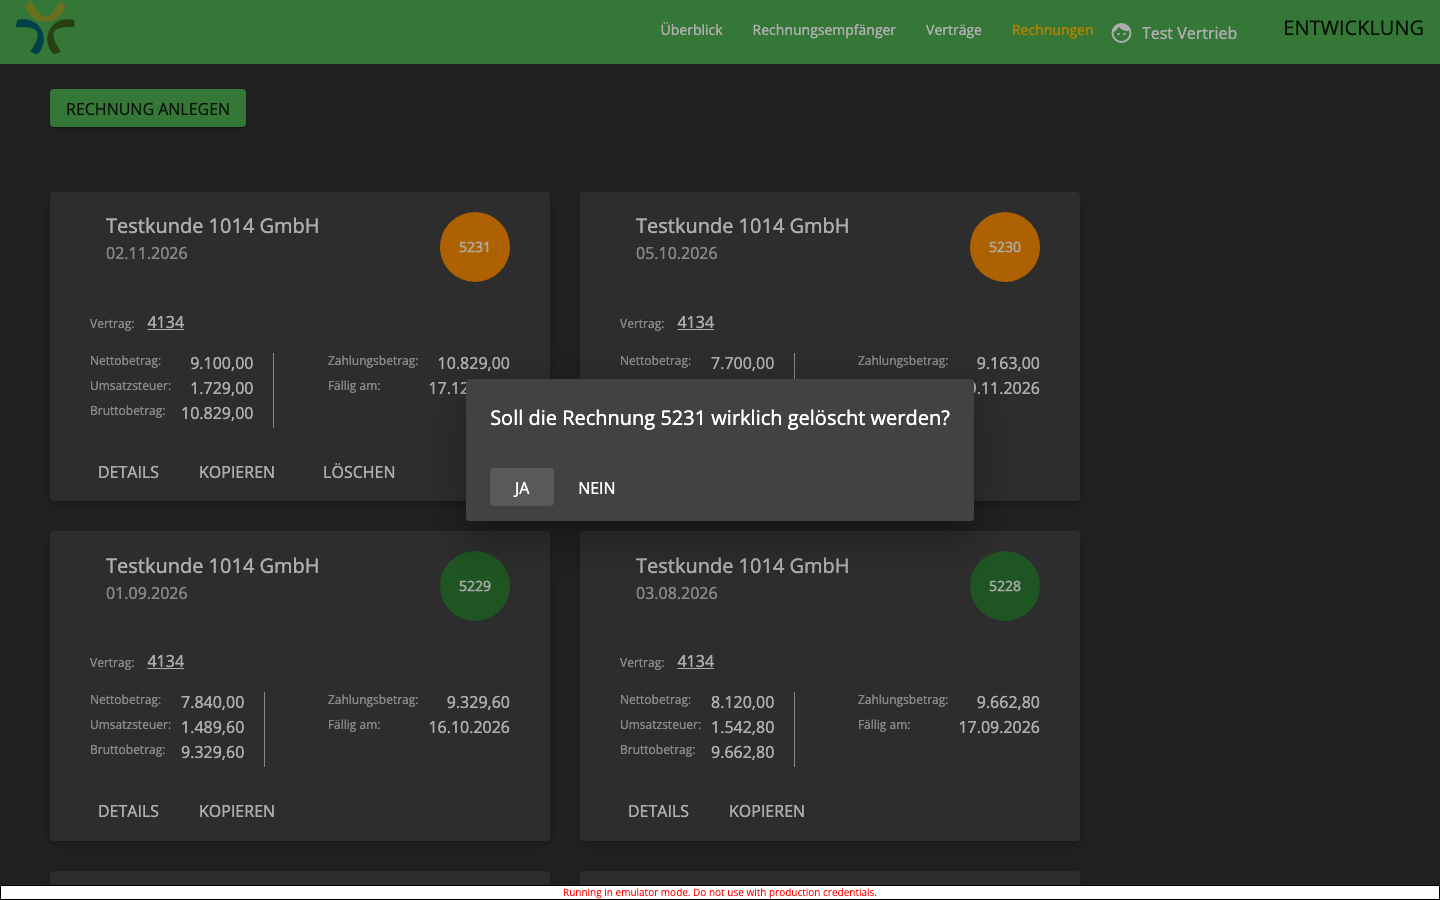 Überblick Rechnungsempfänger Verträge Rechnungen Test Vertrieb ENTWICKLUNG
RECHNUNG ANLEGEN
Testkunde 1014 GmbH
02.11.2026
5231
Vertrag: 4134
Nettobetrag: 9.100,00
Umsatzsteuer: 1.729,00
Bruttobetrag: 10.829,00
Zahlungsbetrag: 10.829,00
Fällig am: 17.12
DETAILS KOPIEREN LÖSCHEN
Testkunde 1014 GmbH
05.10.2026
5230
Vertrag: 4134
Nettobetrag: 7.700,00
Zahlungsbetrag: 9.163,00
.11.2026
Soll die Rechnung 5231 wirklich gelöscht werden?
JA NEIN
Testkunde 1014 GmbH
01.09.2026
5229
Vertrag: 4134
Nettobetrag: 7.840,00
Umsatzsteuer: 1.489,60
Bruttobetrag: 9.329,60
Zahlungsbetrag: 9.329,60
Fällig am: 16.10.2026
DETAILS KOPIEREN
Testkunde 1014 GmbH
03.08.2026
5228
Vertrag: 4134
Nettobetrag: 8.120,00
Umsatzsteuer: 1.542,80
Bruttobetrag: 9.662,80
Zahlungsbetrag: 9.662,80
Fällig am: 17.09.2026
DETAILS KOPIEREN
Running in emulator mode. Do not use with production credentials.